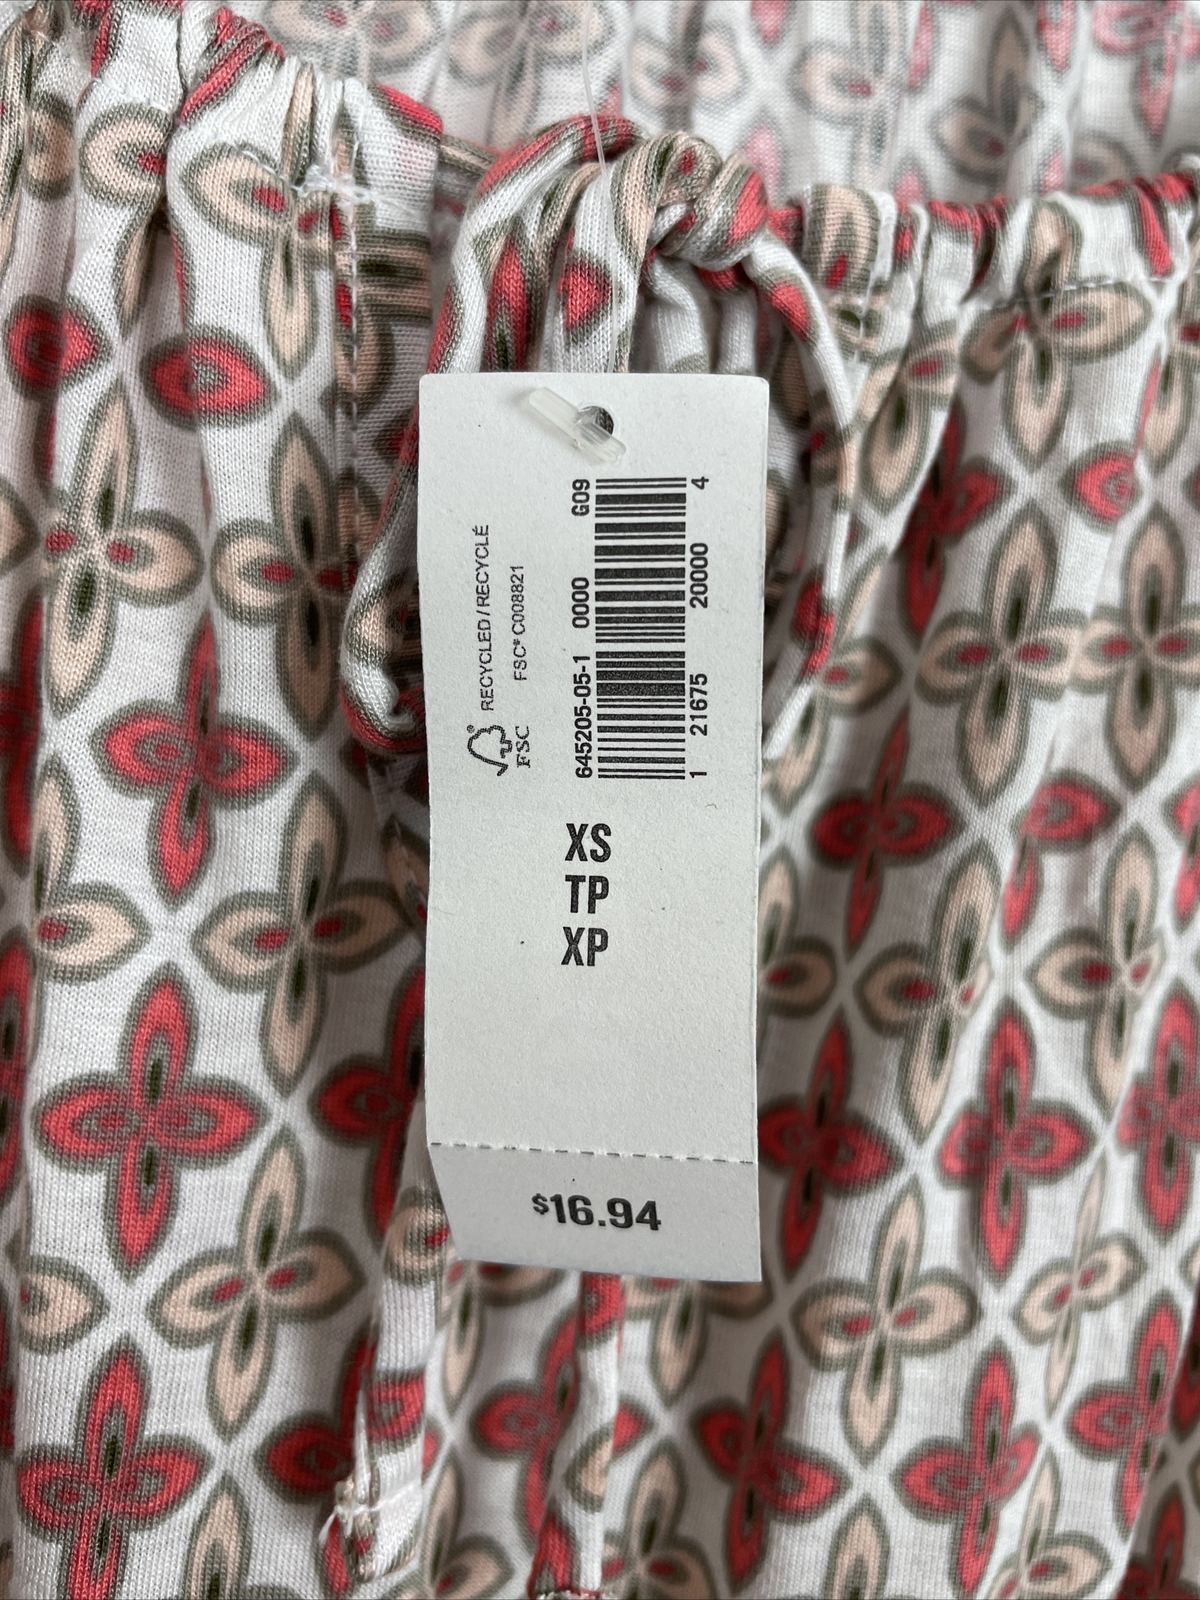 RECYCLED / RECYCLÉ
FSC® C008821
FSC
645205-05-1 0000 G09
1 21675 20000 4
XS
TP
XP
$16.94